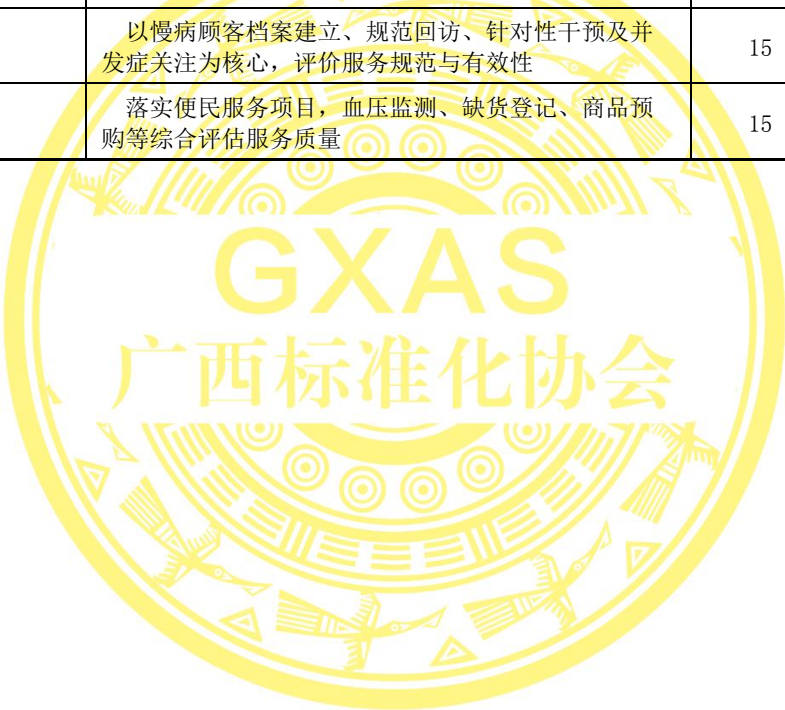 以慢病顾客档案建立、规范回访、针对性干预及并
发症关注为核心，评价服务规范与有效性
15
落实便民服务项目，血压监测、缺货登记、商品预
购等综合评估服务质量
15
GXAS
广西标准化协会